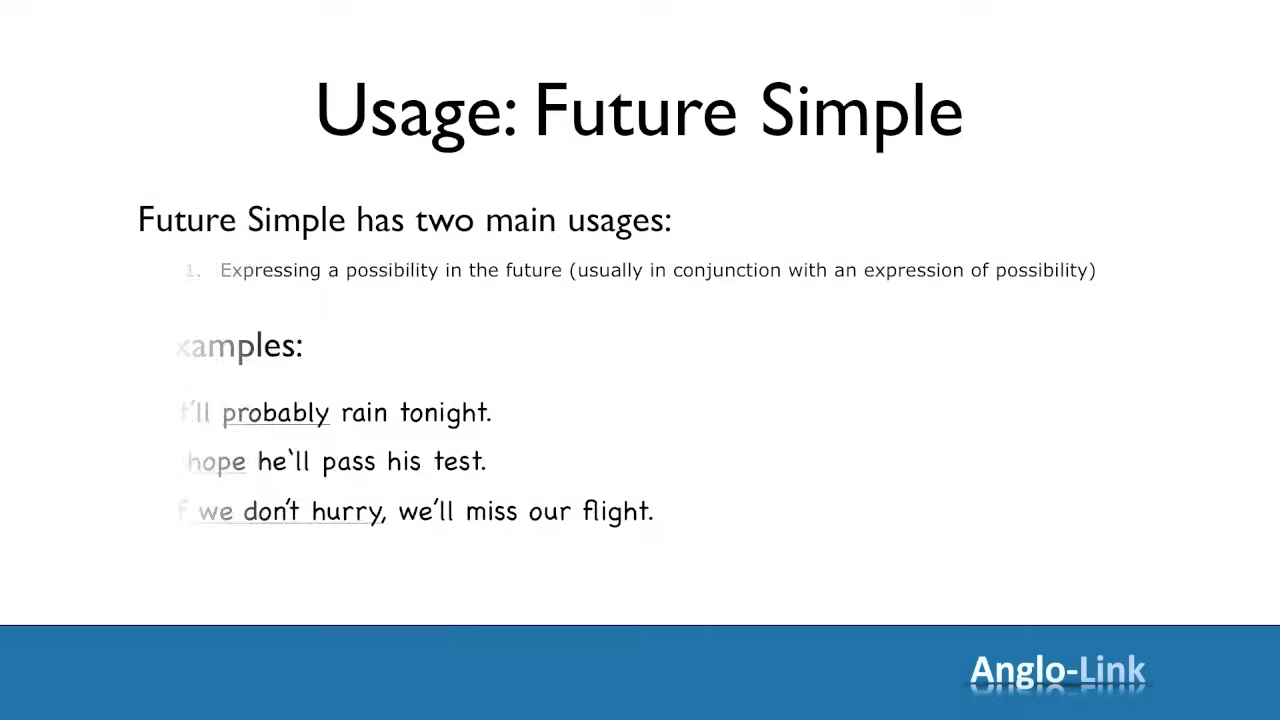 Usage: Future Simple
Future Simple has two main usages:
1. Expressing a possibility in the future (usually in conjunction with an expression of possibility)
xamples:
t'll probably rain tonight.
hope he'll pass his test.
f we don't hurry, we'll miss our flight.
Anglo-Link